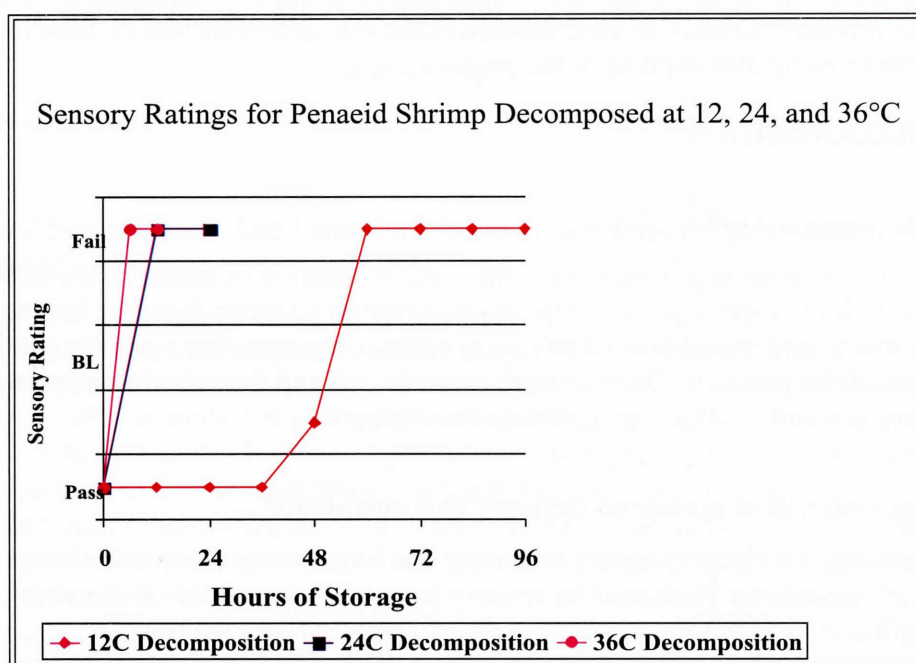 Sensory Ratings for Penaeid Shrimp Decomposed at 12, 24, and 36°C
Fail
BL
Pass
Sensory Rating
0 24 48 72 96
Hours of Storage
12C Decomposition 24C Decomposition 36C Decomposition